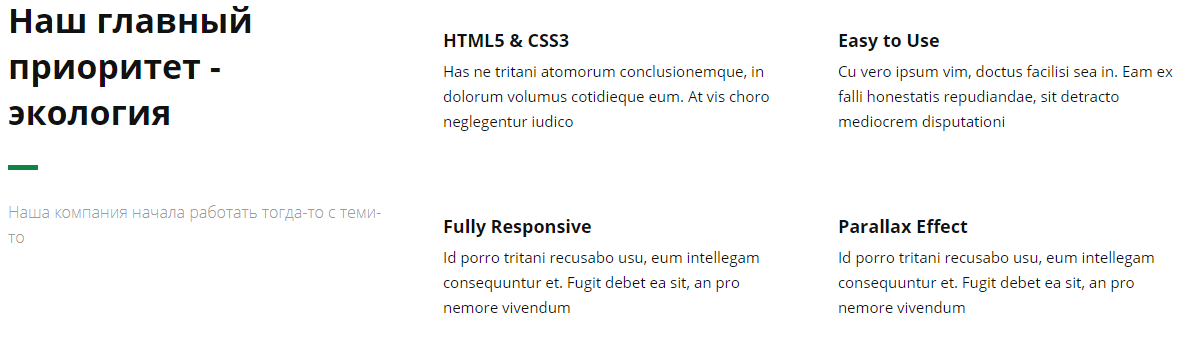 Наш главный
приоритет -
экология
Наша компания начала работать тогда-то с теми-
то
HTML5 & CSS3
Has ne tritani atomorum conclusionemque, in
dolorum volumus cotidieque eum. At vis choro
neglegentur iudico
Easy to Use
Cu vero ipsum vim, doctus facilisi sea in. Eam ex
falli honestatis repudiandae, sit detracto
mediocrem disputationi
Fully Responsive
Id porro tritani recusabo usu, eum intellegam
consequuntur et. Fugit debet ea sit, an pro
nemore vivendum
Parallax Effect
Id porro tritani recusabo usu, eum intellegam
consequuntur et. Fugit debet ea sit, an pro
nemore vivendum